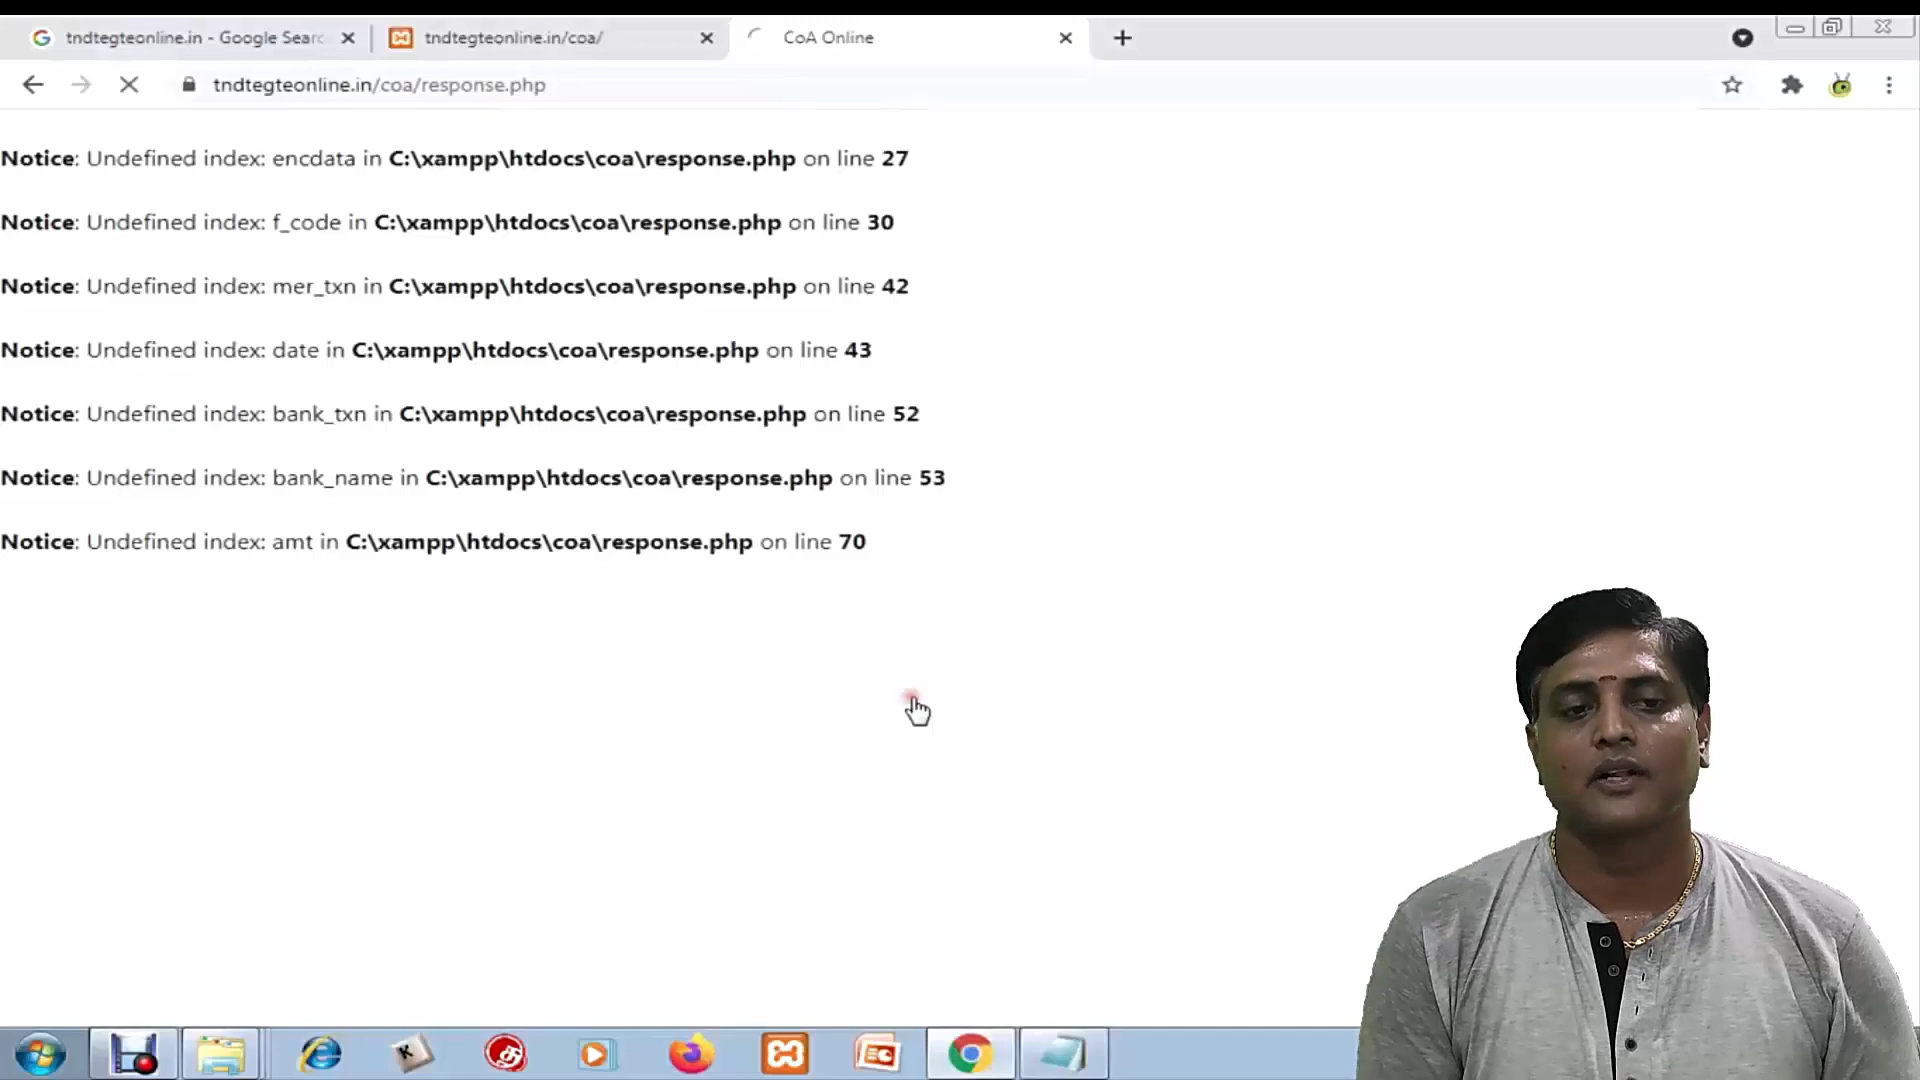 tndtegteonline.in - Google Searc
tndtegteonline.in/coa/
CoA Online
tndtegteonline.in/coa/response.php
Notice: Undefined index: encdata in C:\xampp\htdocs\coa\response.php on line 27
Notice: Undefined index: f_code in C:\xampp\htdocs\coa\response.php on line 30
Notice: Undefined index: mer_txn in C:\xampp\htdocs\coa\response.php on line 42
Notice: Undefined index: date in C:\xampp\htdocs\coa\response.php on line 43
Notice: Undefined index: bank_txn in C:\xampp\htdocs\coa\response.php on line 52
Notice: Undefined index: bank_name in C:\xampp\htdocs\coa\response.php on line 53
Notice: Undefined index: amt in C:\xampp\htdocs\coa\response.php on line 70